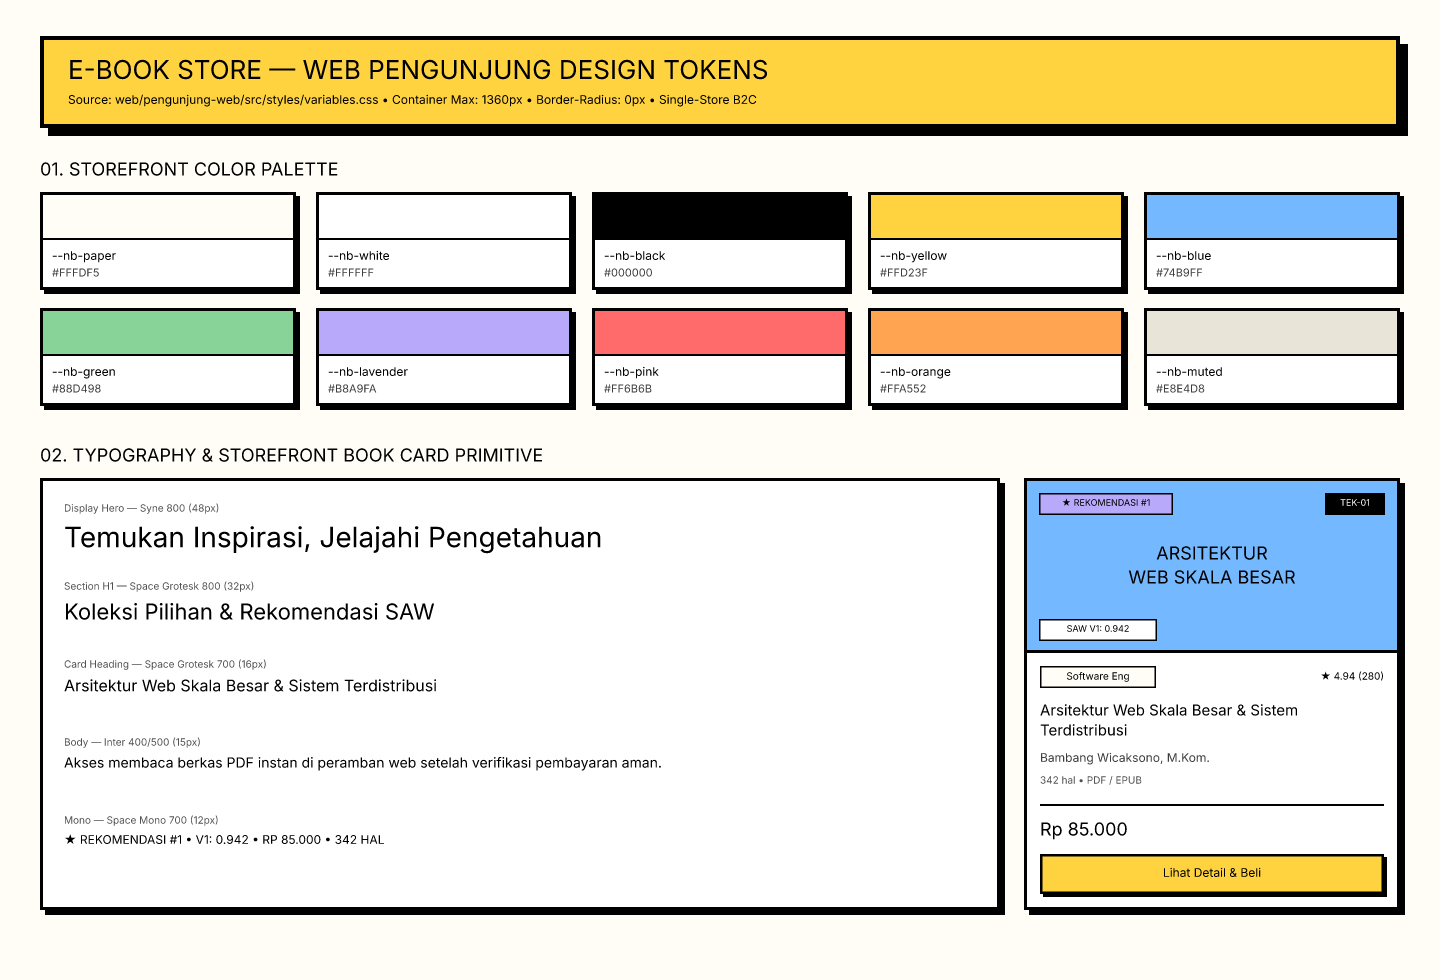 E-BOOK STORE — WEB PENGUNJUNG DESIGN TOKENS
Source: web/pengunjung-web/src/styles/variables.css • Container Max: 1360px • Border-Radius: 0px • Single-Store B2C
01. STOREFRONT COLOR PALETTE
--nb-paper
#FFFDF5
--nb-white
#FFFFFF
--nb-black
#000000
--nb-yellow
#FFD23F
--nb-blue
#74B9FF
--nb-green
#88D498
--nb-lavender
#B8A9FA
--nb-pink
#FF6B6B
--nb-orange
#FFA552
--nb-muted
#E8E4D8
02. TYPOGRAPHY & STOREFRONT BOOK CARD PRIMITIVE
Display Hero — Syne 800 (48px)
Temukan Inspirasi, Jelajahi Pengetahuan
Section H1 — Space Grotesk 800 (32px)
Koleksi Pilihan & Rekomendasi SAW
Card Heading — Space Grotesk 700 (16px)
Arsitektur Web Skala Besar & Sistem Terdistribusi
Body — Inter 400/500 (15px)
Akses membaca berkas PDF instan di peramban web setelah verifikasi pembayaran aman.
Mono — Space Mono 700 (12px)
★ REKOMENDASI #1 • V1: 0.942 • RP 85.000 • 342 HAL
★ REKOMENDASI #1
TEK-01
ARSITEKTUR
WEB SKALA BESAR
SAW V1: 0.942
Software Eng
★ 4.94 (280)
Arsitektur Web Skala Besar & Sistem
Terdistribusi
Bambang Wicaksono, M.Kom.
342 hal • PDF / EPUB
Rp 85.000
Lihat Detail & Beli